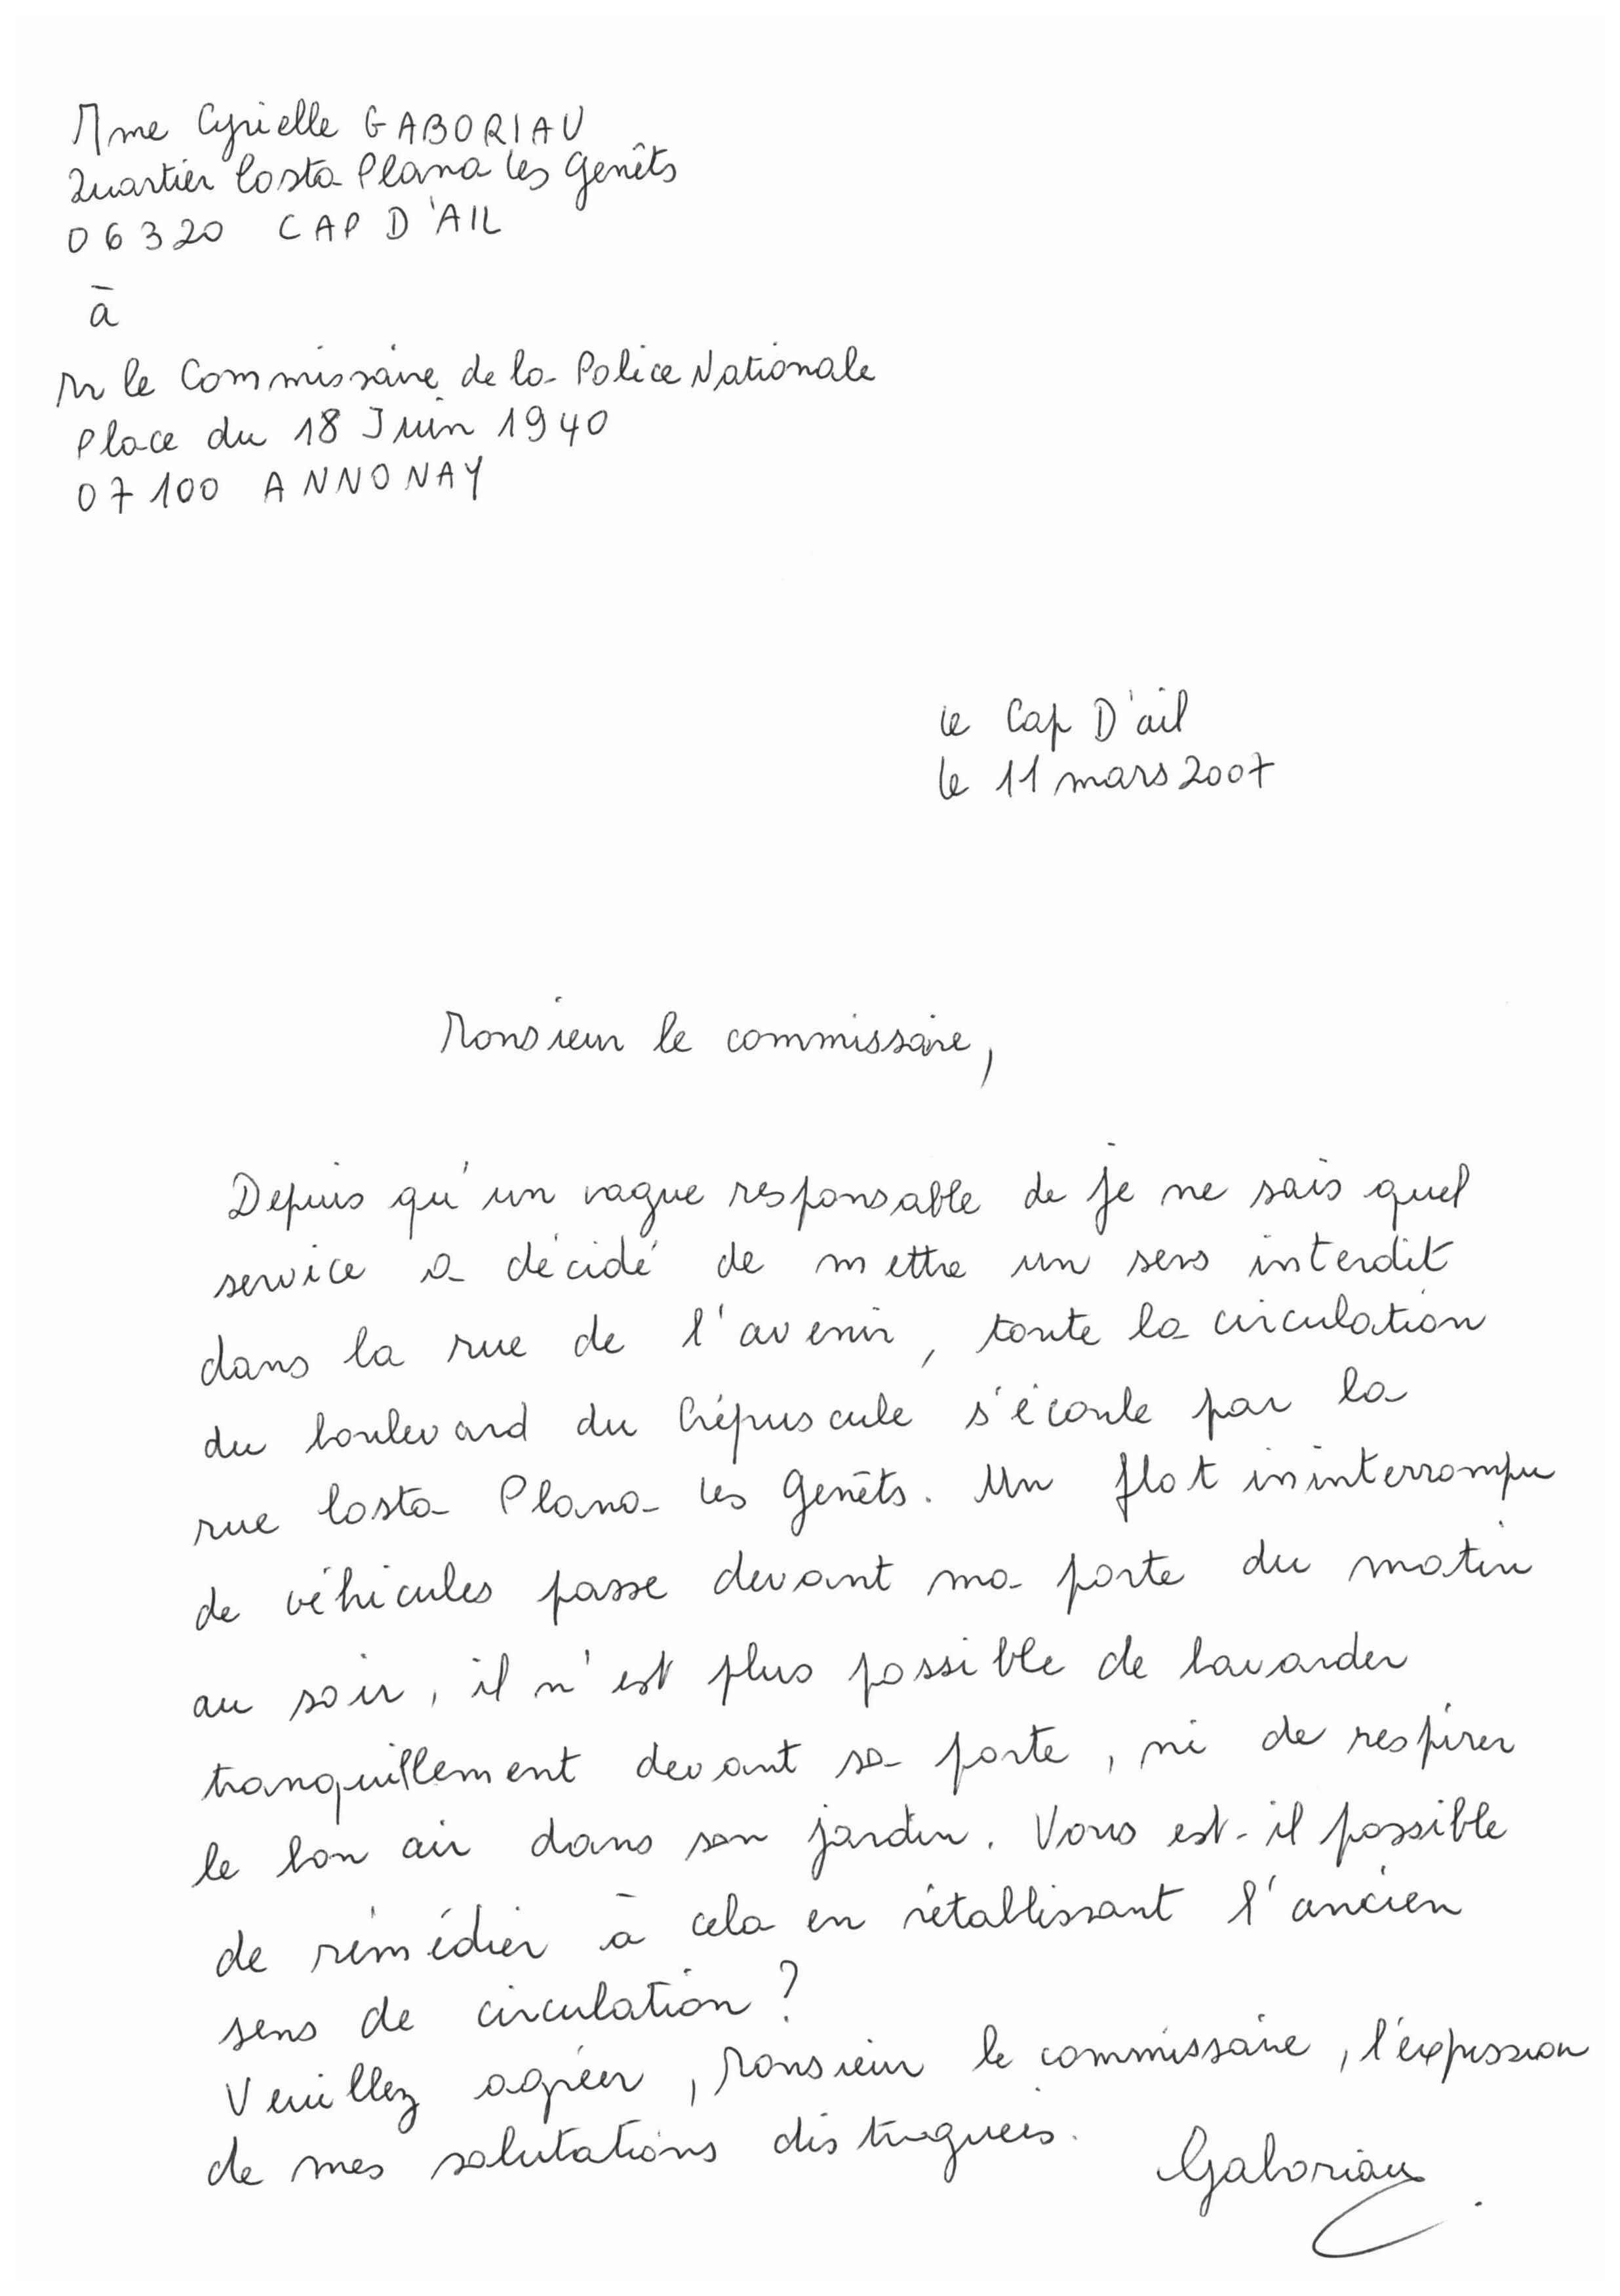 Mme Cyrielle GABORIAU
Quartier Costa Plana les Genêts
06320 CAP D'AIL
à
Mr le Commissaire de la Police Nationale
Place du 18 Juin 1940
07100 ANNONAY
le Cap D'ail
le 11 mars 2007
Monsieur le commissaire,
Depuis qu'un vague responsable de je ne sais quel
service a décidé de mettre un sens interdit
dans la rue de l'avenir, toute la circulation
du boulevard du Crépuscule s'écoule par la
rue Costa Plana les Genêts. Un flot ininterrompu
de véhicules passe devant ma porte du matin
au soir, il n'est plus possible de bavarder
tranquillement devant sa porte, ni de respirer
le bon air dans son jardin. Vous est-il possible
de rémédier à cela en rétablissant l'ancien
sens de circulation ?
Veuillez agréer, Monsieur le commissaire, l'expression
de mes salutations distinguées.
Gaboriau